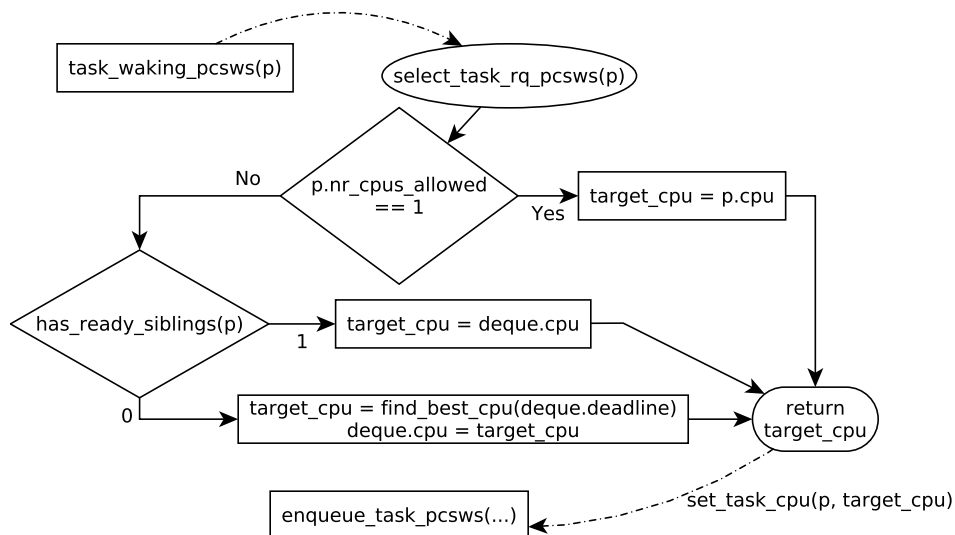 task_waking_pcsws(p)
select_task_rq_pcsws(p)
No
p.nr_cpus_allowed
== 1
Yes
target_cpu = p.cpu
has_ready_siblings(p)
1
target_cpu = deque.cpu
0
target_cpu = find_best_cpu(deque.deadline)
deque.cpu = target_cpu
return
target_cpu
set_task_cpu(p, target_cpu)
enqueue_task_pcsws(...)